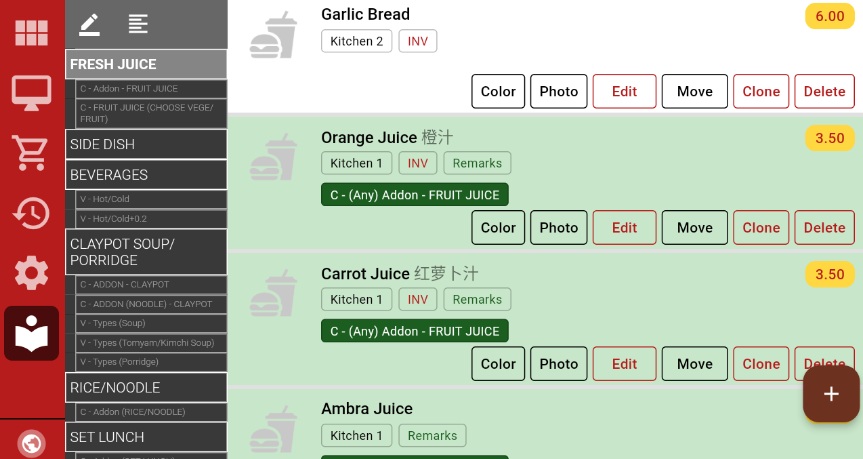 FRESH JUICE
C - Addon - FRUIT JUICE
C - FRUIT JUICE (CHOOSE VEGE/
FRUIT)
SIDE DISH
BEVERAGES
V - Hot/Cold
V - Hot/Cold+0.2
CLAYPOT SOUP/
PORRIDGE
C - ADDON - CLAYPOT
C - ADDON (NOODLE) - CLAYPOT
V - Types (Soup)
V - Types (Tomyam/Kimchi Soup)
V - Types (Porridge)
RICE/NOODLE
C - Addon (RICE/NOODLE)
SET LUNCH
Garlic Bread 6.00
Kitchen 2 INV
Color Photo Edit Move Clone Delete
Orange Juice 橙汁 3.50
Kitchen 1 INV Remarks
C - (Any) Addon - FRUIT JUICE
Color Photo Edit Move Clone Delete
Carrot Juice 红萝卜汁 3.50
Kitchen 1 INV Remarks
C - (Any) Addon - FRUIT JUICE
Color Photo Edit Move Clone Delete
+
Ambra Juice
Kitchen 1 Remarks